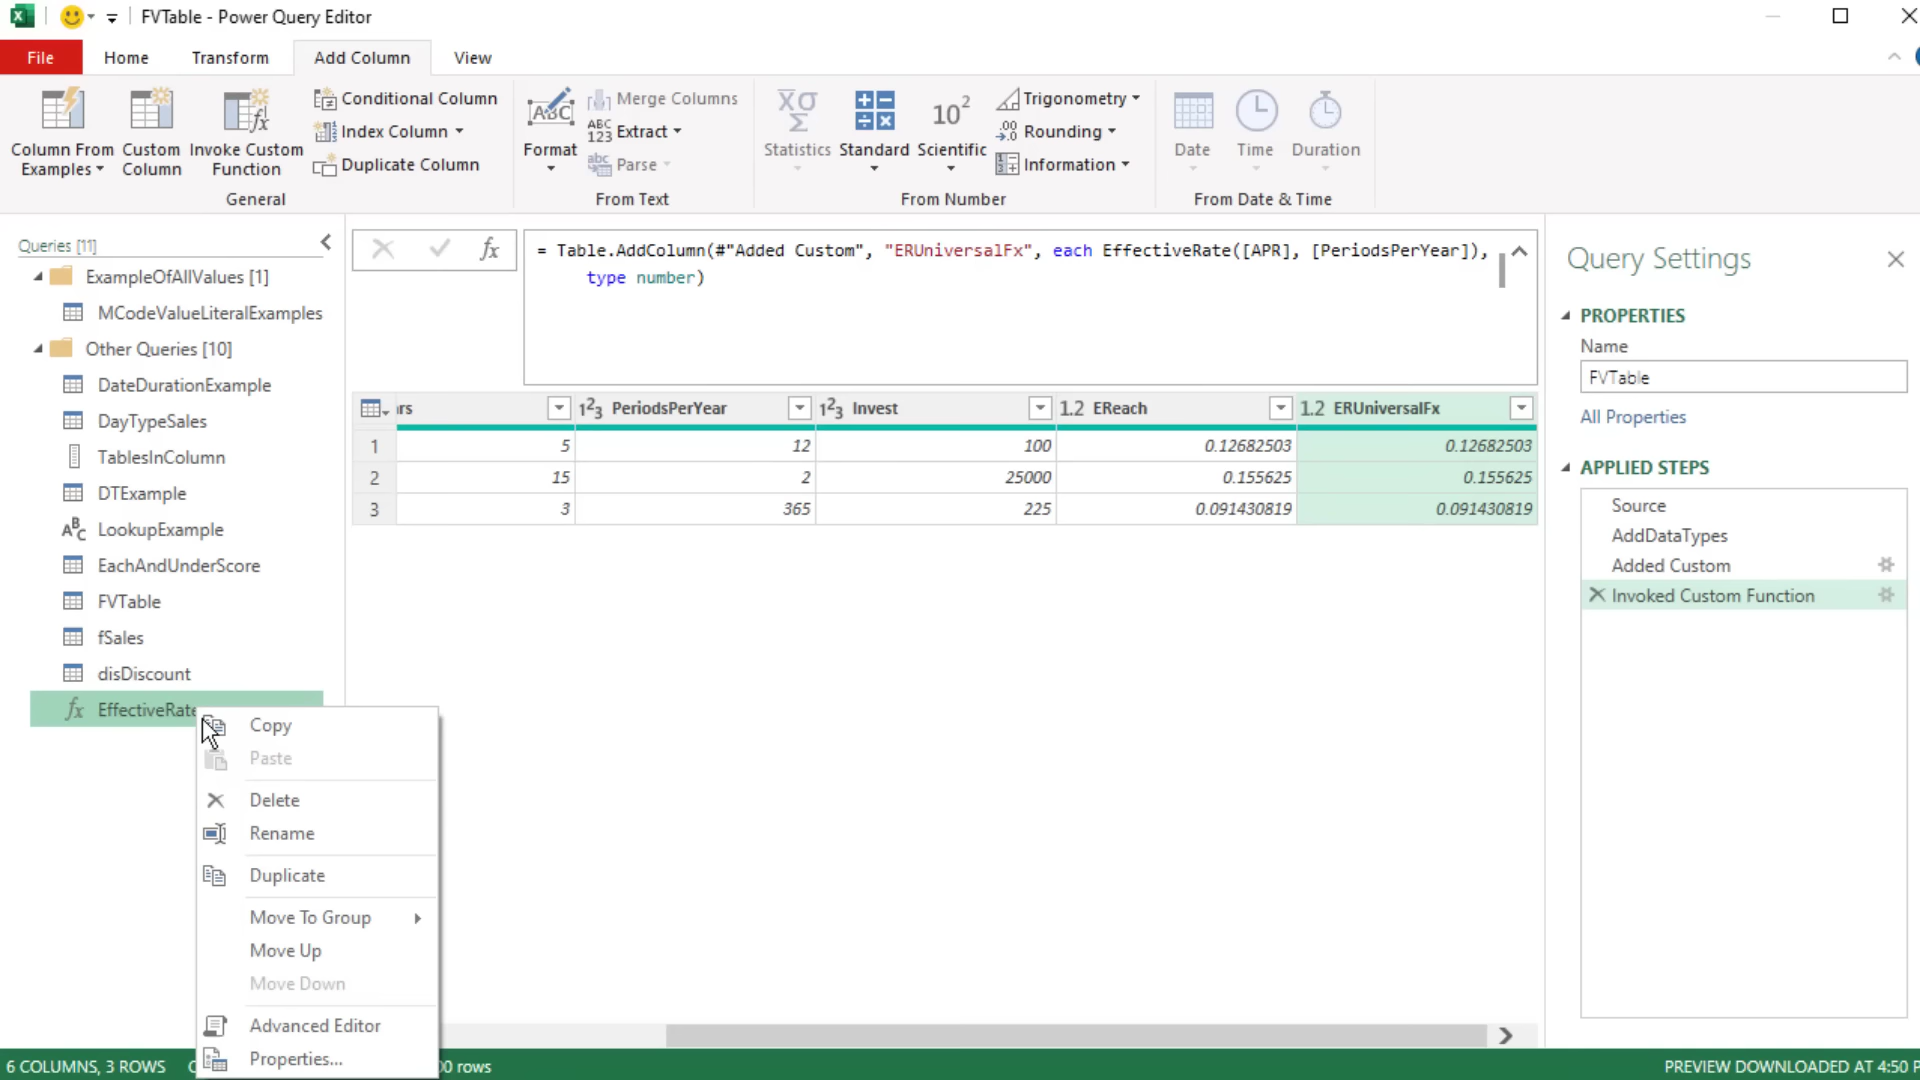 FVTable - Power Query Editor
File
Home
Transform
Add Column
View
Column From
Examples
Custom
Column
Invoke Custom
Function
Conditional Column
Index Column
Duplicate Column
General
ABC
Format
Merge Columns
ABC
123
Extract
abc
Parse
From Text
Statistics
Standard
Scientific
Trigonometry
Rounding
Information
From Number
Date
Time
Duration
From Date & Time
Queries [11]
ExampleOfAllValues [1]
MCodeValueLiteralExamples
Other Queries [10]
DateDurationExample
DayTypeSales
TablesInColumn
DTExample
LookupExample
EachAndUnderScore
FVTable
fSales
disDiscount
EffectiveRate
Copy
Paste
Delete
Rename
Duplicate
Move To Group
Move Up
Move Down
Advanced Editor
Properties...
= Table.AddColumn(#"Added Custom", "ERUniversalFx", each EffectiveRate([APR], [PeriodsPerYear]),
type number)
rs PeriodsPerYear Invest EReach ERUniversalFx
1 5 12 100 0.12682503 0.12682503
2 15 2 25000 0.155625 0.155625
3 3 365 225 0.091430819 0.091430819
Query Settings
PROPERTIES
Name
FVTable
All Properties
APPLIED STEPS
Source
AddDataTypes
Added Custom
Invoked Custom Function
6 COLUMNS, 3 ROWS
rows
PREVIEW DOWNLOADED AT 4:50 P